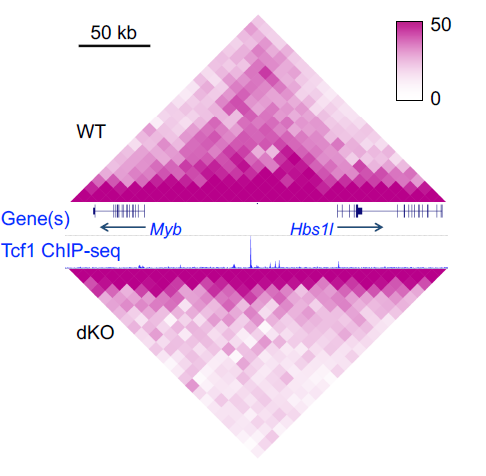 50 kb
50
0
WT
Gene(s)
Myb
Hbs1l
Tcf1 ChIP-seq
dKO